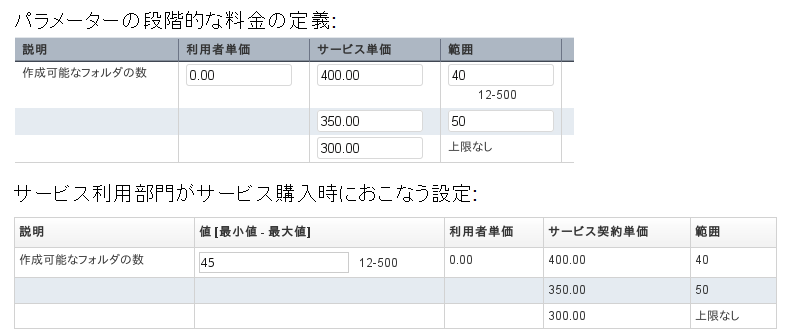 パラメーターの段階的な料金の定義:
説明 利用者単価 サービス単価 範囲
作成可能なフォルダの数 0.00 400.00 40
12-500
350.00 50
300.00 上限なし
サービス利用部門がサービス購入時におこなう設定:
説明 値 [最小値 - 最大値] 利用者単価 サービス契約単価 範囲
作成可能なフォルダの数 45 12-500 0.00 400.00 40
350.00 50
300.00 上限なし